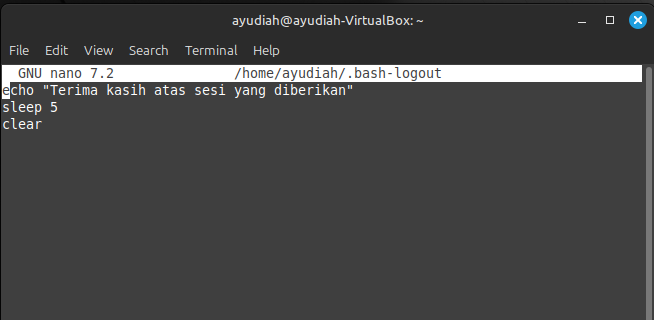 ayudiah@ayudiah-VirtualBox: ~
File Edit View Search Terminal Help
GNU nano 7.2 /home/ayudiah/.bash-logout
echo "Terima kasih atas sesi yang diberikan"
sleep 5
clear